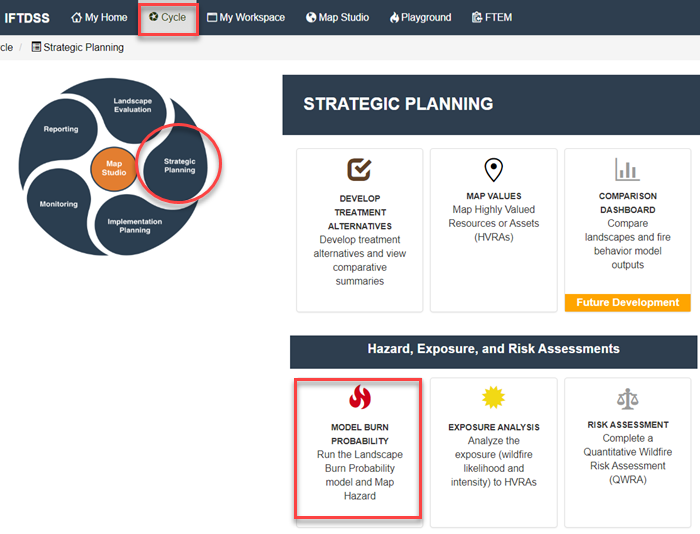 IFTDSS My Home Cycle My Workspace Map Studio Playground FTEM
cle / Strategic Planning
Landscape
Evaluation
Reporting
Map
Studio
Strategic
Planning
Monitoring
Implementation
Planning
STRATEGIC PLANNING
DEVELOP
TREATMENT
ALTERNATIVES
Develop treatment
alternatives and view
comparative
summaries
MAP VALUES
Map Highly Valued
Resources or Assets
(HVRAs)
COMPARISON
DASHBOARD
Compare
landscapes and fire
behavior model
outputs
Future Development
Hazard, Exposure, and Risk Assessments
MODEL BURN
PROBABILITY
Run the Landscape
Burn Probability
model and Map
Hazard
EXPOSURE ANALYSIS
Analyze the
exposure (wildfire
likelihood and
intensity) to HVRAs
RISK ASSESSMENT
Complete a
Quantitative Wildfire
Risk Assessment
(QWRA)